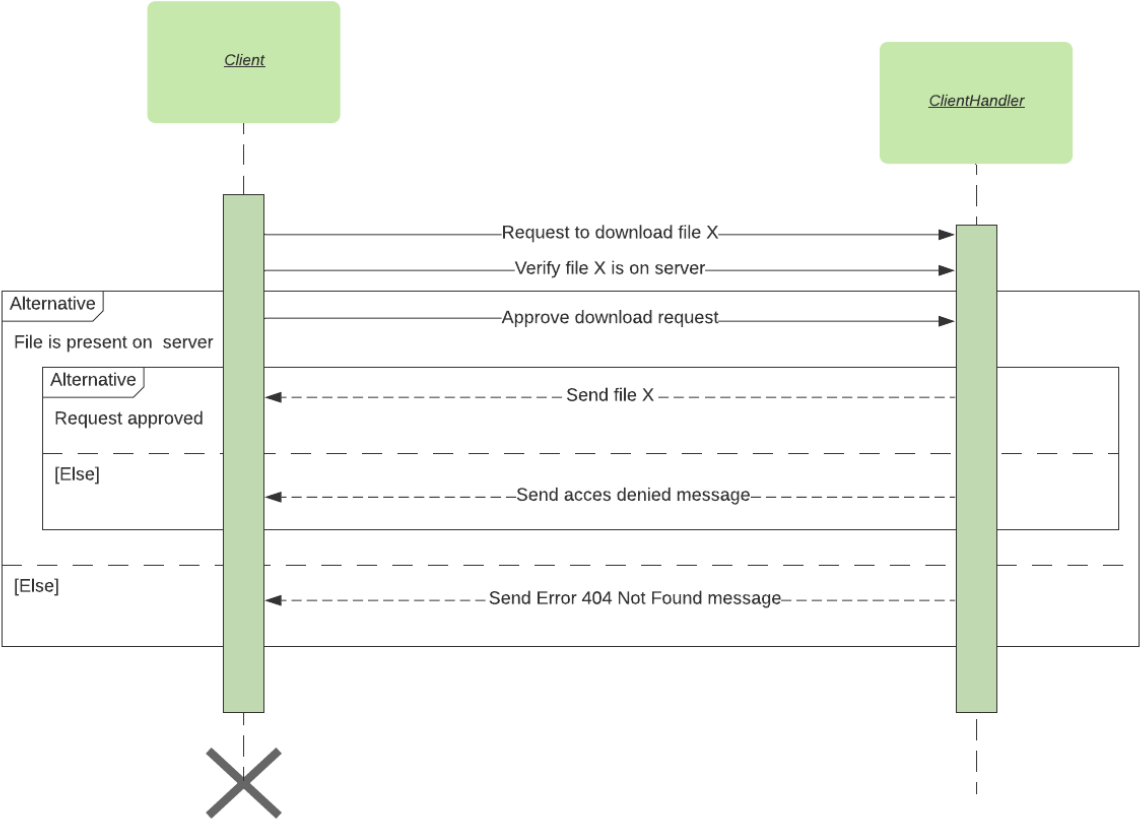 Client
ClientHandler
Request to download file X
Verify file X is on server
Alternative
Approve download request
File is present on server
Alternative
Send file X
Request approved
[Else]
Send acces denied message
[Else]
Send Error 404 Not Found message